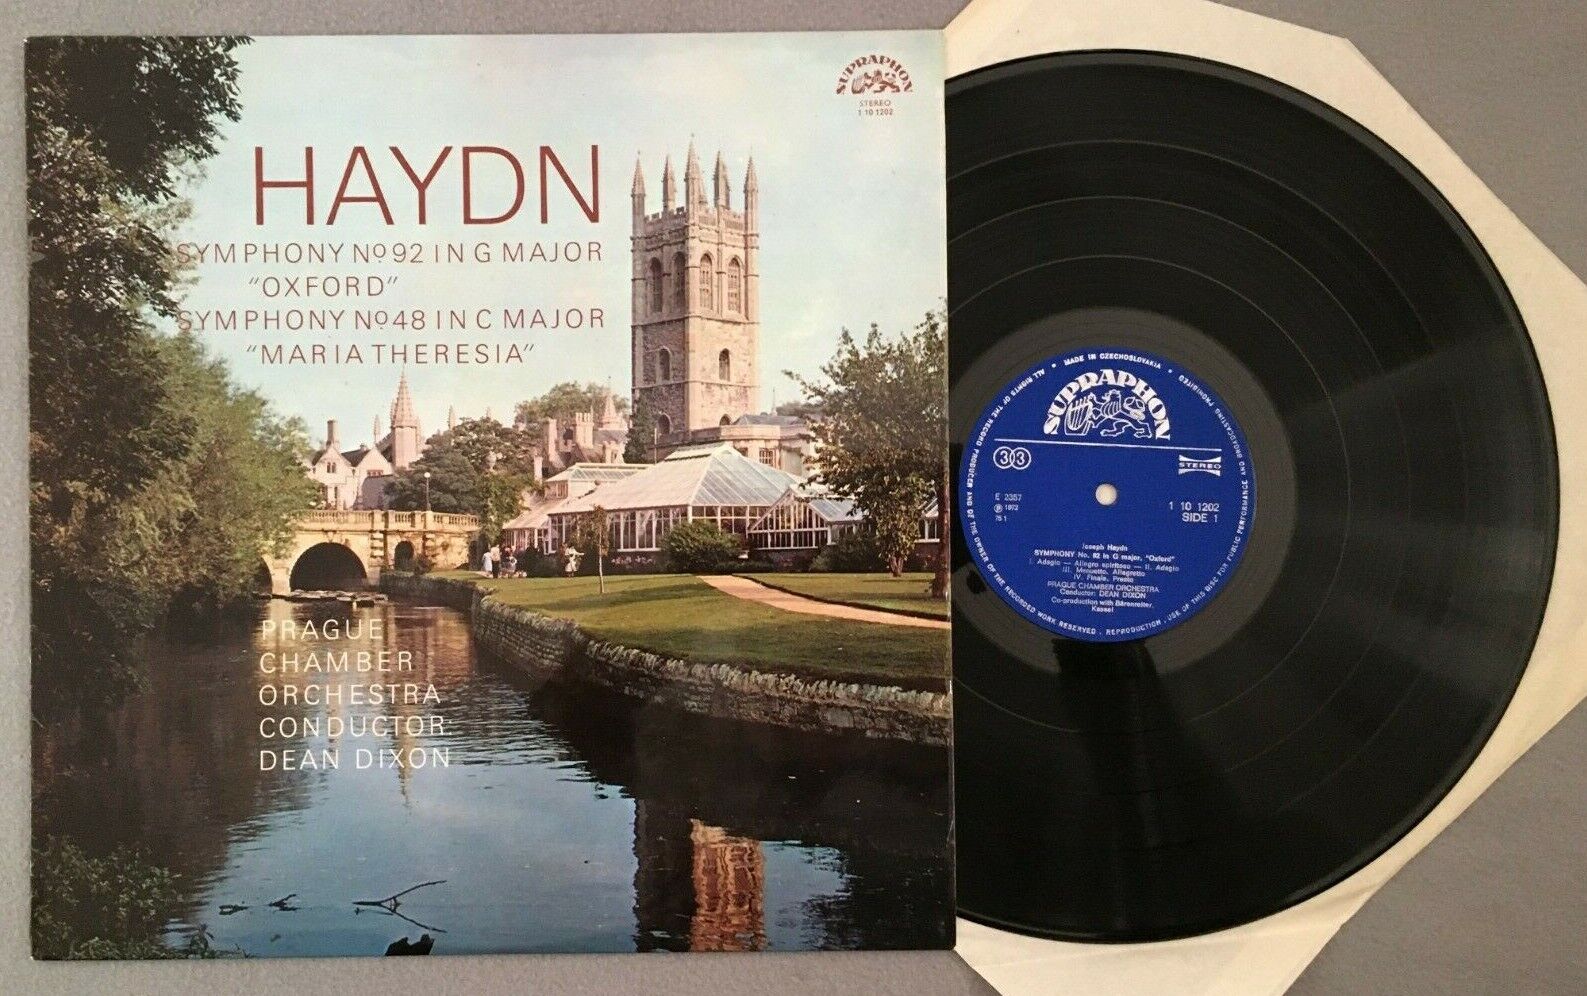 SUPRAPHON
STEREO
1 10 1202
HAYDN
SYMPHONY No 92 IN G MAJOR
"OXFORD"
SYMPHONY No 48 IN C MAJOR
"MARIA THERESIA"
PRAGUE
CHAMBER
ORCHESTRA
CONDUCTOR:
DEAN DIXON
MADE IN CZECHOSLOVAKIA • ALL RIGHTS OF THE RECORD PRODUCER AND OF THE OWNER OF THE RECORDED WORK RESERVED. REPRODUCTION. USE OF THIS DISC FOR PUBLIC PERFORMANCE AND BROADCASTING PROHIBITED •
SUPRAPHON
33
STEREO
E 2357
℗ 1972
75 1
1 10 1202
SIDE 1
Joseph Haydn
SYMPHONY No. 92 in G major, "Oxford"
I. Adagio — Allegro spiritoso — II. Adagio
III. Menuetto, Allegretto
IV. Finale, Presto
PRAGUE CHAMBER ORCHESTRA
Conductor: DEAN DIXON
Co-production with Bärenreiter,
Kassel